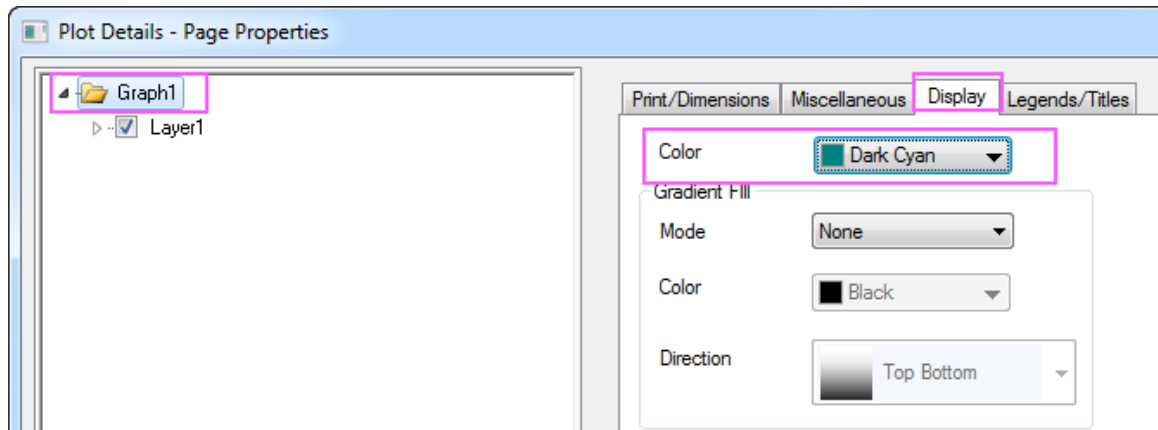 Plot Details - Page Properties
Graph1
Layer1
Print/Dimensions Miscellaneous Display Legends/Titles
Color Dark Cyan
Gradient Fill
Mode None
Color Black
Direction Top Bottom